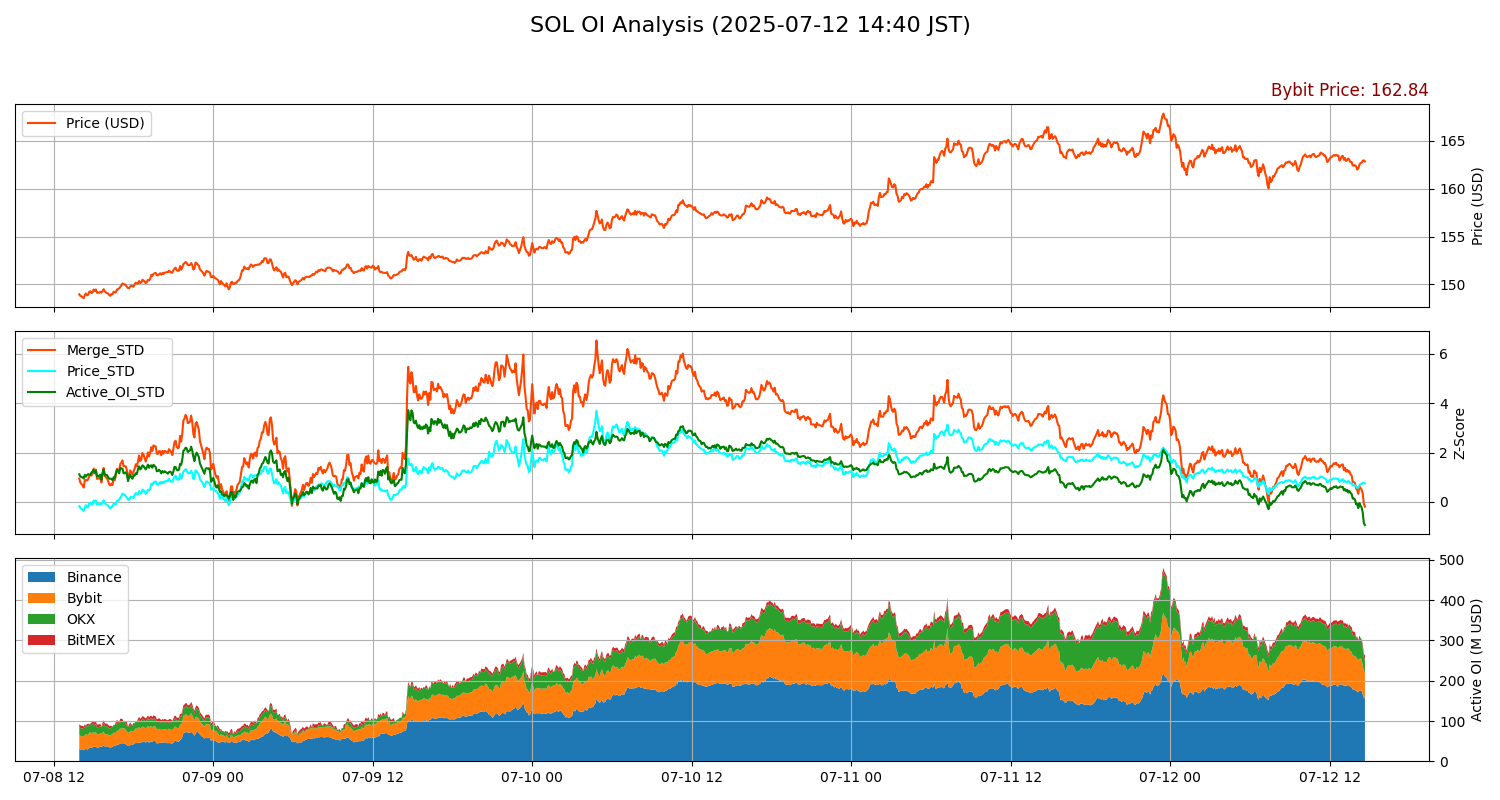 SOL OI Analysis (2025-07-12 14:40 JST)
Bybit Price: 162.84
Price (USD)
165
160
155
150
Price (USD)
Merge_STD
Price_STD
Active_OI_STD
6
4
2
0
Z-Score
Binance
Bybit
OKX
BitMEX
500
400
300
200
100
0
Active OI (M USD)
07-08 12
07-09 00
07-09 12
07-10 00
07-10 12
07-11 00
07-11 12
07-12 00
07-12 12